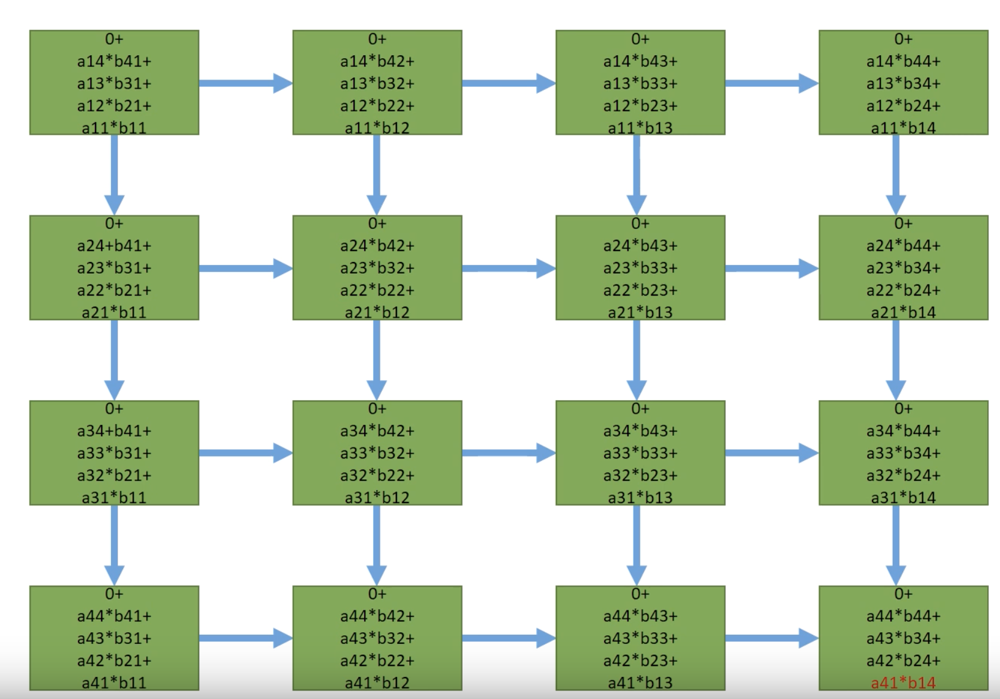 0+
a14*b41+
a13*b31+
a12*b21+
a11*b11
0+
a14*b42+
a13*b32+
a12*b22+
a11*b12
0+
a14*b43+
a13*b33+
a12*b23+
a11*b13
0+
a14*b44+
a13*b34+
a12*b24+
a11*b14
0+
a24+b41+
a23*b31+
a22*b21+
a21*b11
0+
a24*b42+
a23*b32+
a22*b22+
a21*b12
0+
a24*b43+
a23*b33+
a22*b23+
a21*b13
0+
a24*b44+
a23*b34+
a22*b24+
a21*b14
0+
a34+b41+
a33*b31+
a32*b21+
a31*b11
0+
a34*b42+
a33*b32+
a32*b22+
a31*b12
0+
a34*b43+
a33*b33+
a32*b23+
a31*b13
0+
a34*b44+
a33*b34+
a32*b24+
a31*b14
0+
a44*b41+
a43*b31+
a42*b21+
a41*b11
0+
a44*b42+
a43*b32+
a42*b22+
a41*b12
0+
a44*b43+
a43*b33+
a42*b23+
a41*b13
0+
a44*b44+
a43*b34+
a42*b24+
a41*b14